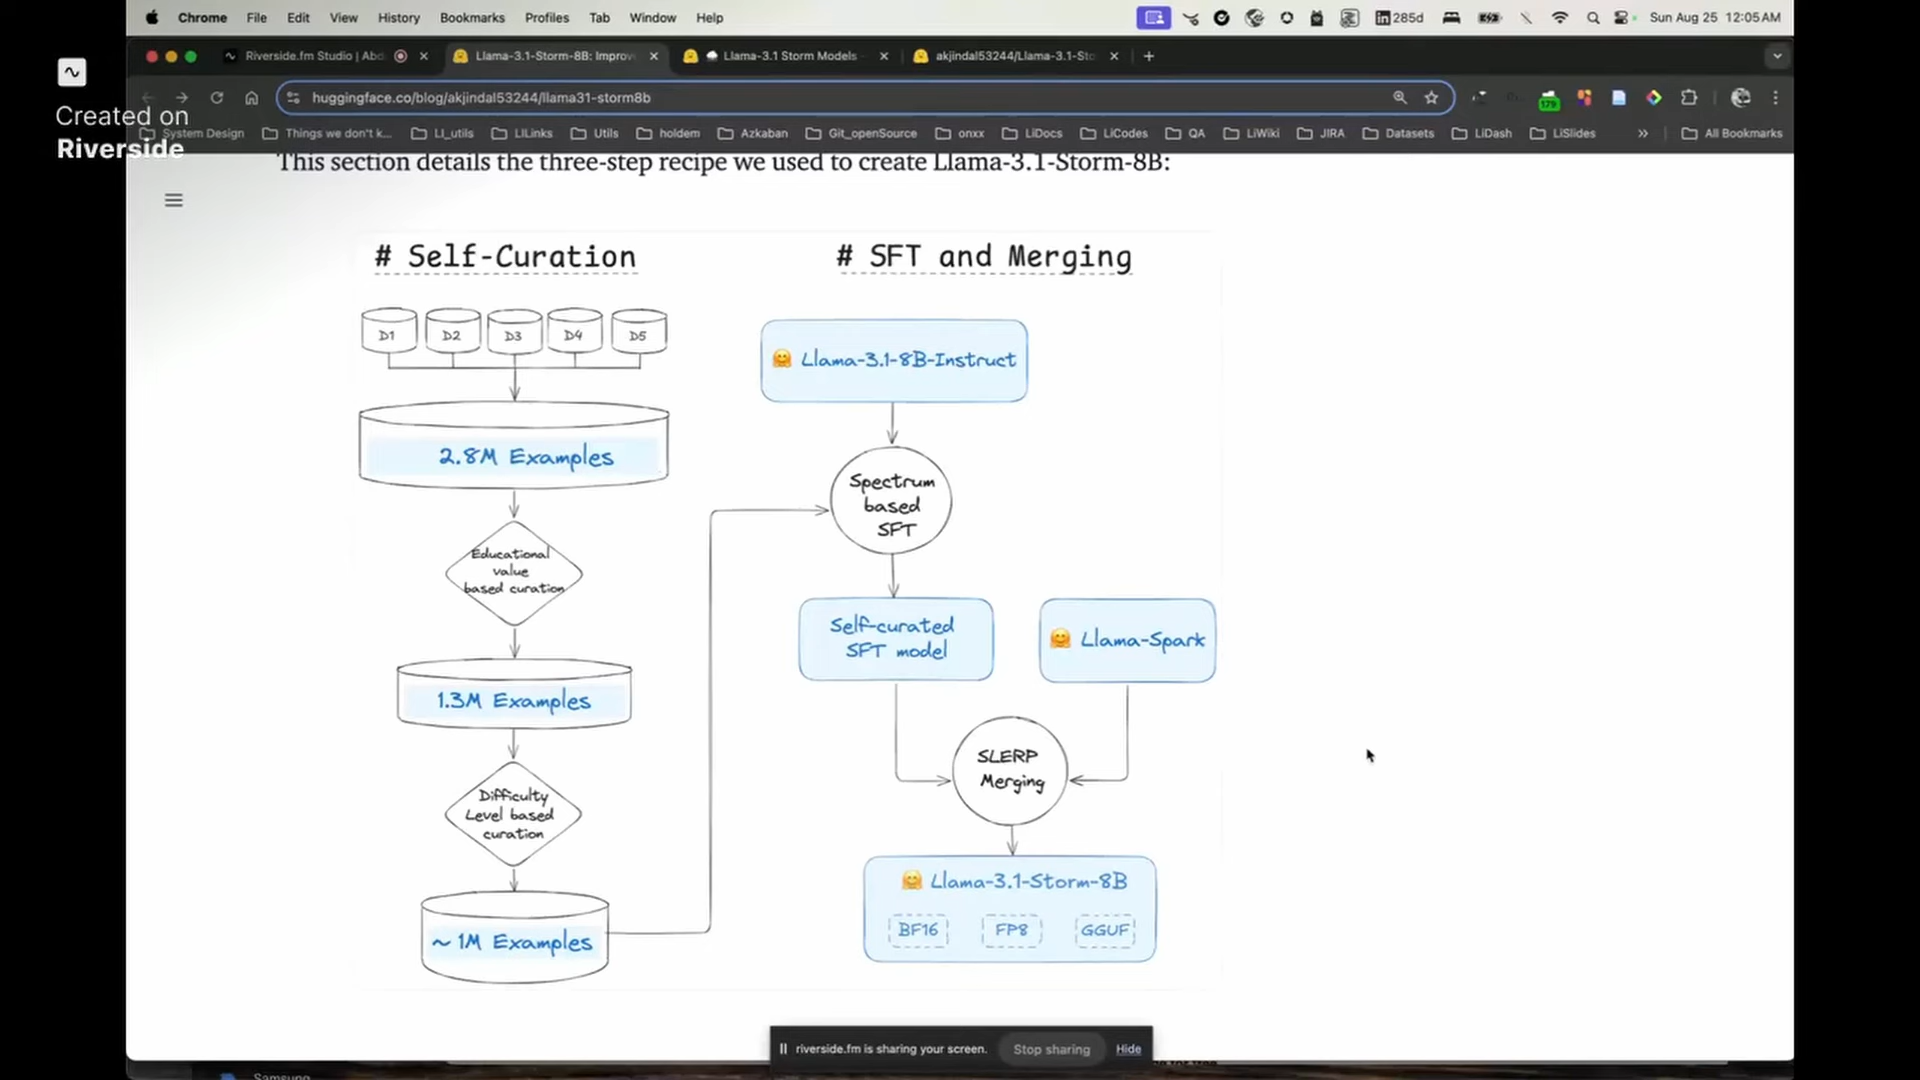 Chrome File Edit View History Bookmarks Profiles Tab Window Help 285d Sun Aug 25 12:05 AM
Created on
Riverside
Riverside.fm Studio | Abd Llama-3.1-Storm-8B: Improv Llama-3.1 Storm Models - akjindal53244/Llama-3.1-Sto
huggingface.co/blog/akjindal53244/llama31-storm8b 179
System Design Things we don't k... LI_utils LILinks Utils holdem Azkaban Git_openSource onxx LiDocs LiCodes QA LiWiki JIRA Datasets LiDash LiSlides » All Bookmarks
This section details the three-step recipe we used to create Llama-3.1-Storm-8B:
# Self-Curation
D1 D2 D3 D4 D5
2.8M Examples
Educational
value
based curation
1.3M Examples
Difficulty
Level based
curation
~ 1M Examples
# SFT and Merging
Llama-3.1-8B-Instruct
Spectrum
based
SFT
Self-curated
SFT model
Llama-Spark
SLERP
Merging
Llama-3.1-Storm-8B
BF16 FP8 GGUF
riverside.fm is sharing your screen. Stop sharing Hide
Samsung